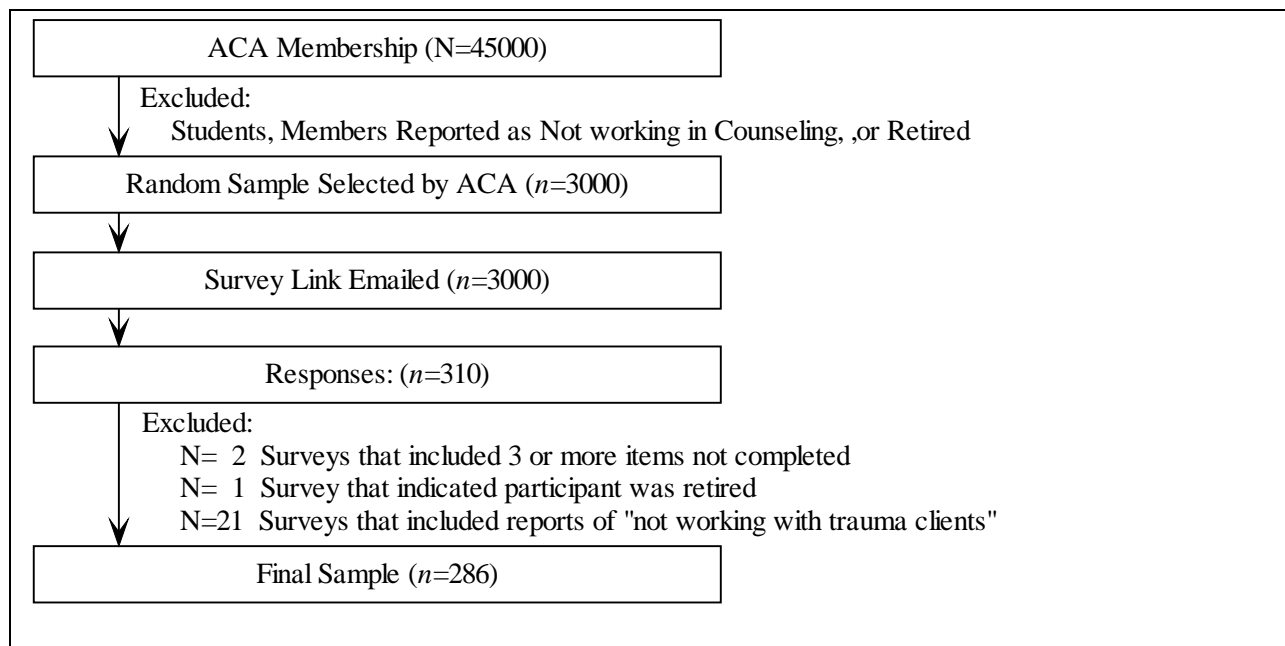 ACA Membership (N=45000)
Excluded:
Students, Members Reported as Not working in Counseling, ,or Retired
Random Sample Selected by ACA (n=3000)
Survey Link Emailed (n=3000)
Responses: (n=310)
Excluded:
N= 2 Surveys that included 3 or more items not completed
N= 1 Survey that indicated participant was retired
N=21 Surveys that included reports of "not working with trauma clients"
Final Sample (n=286)